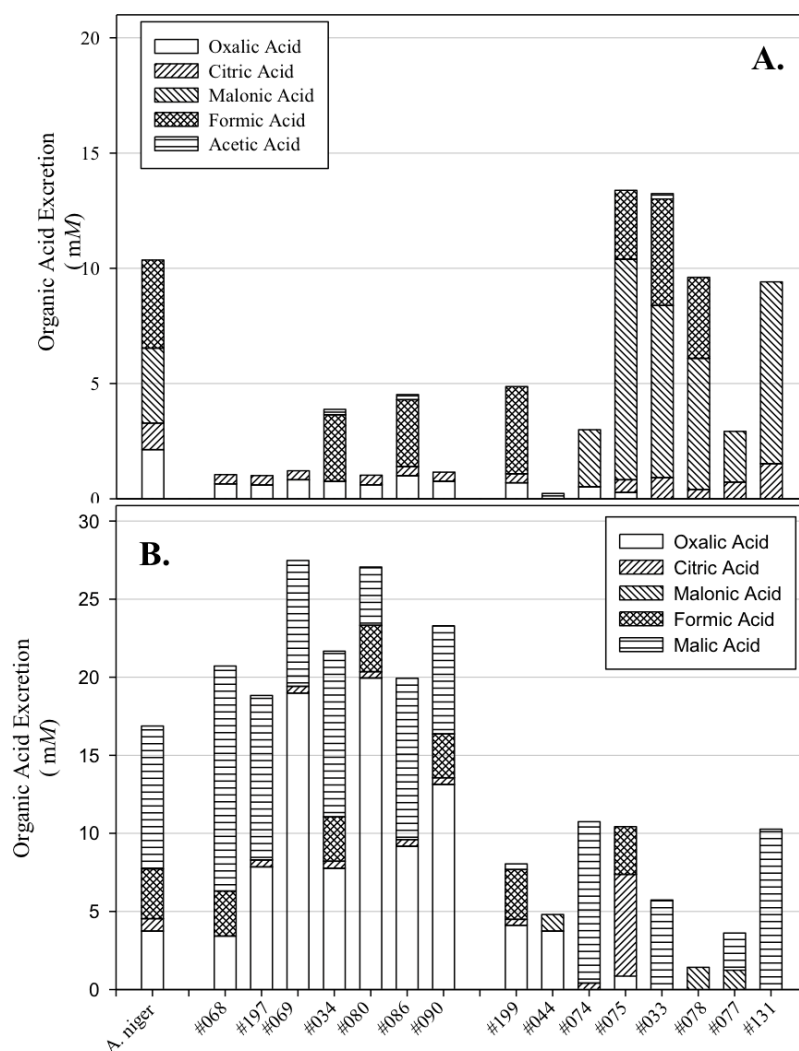 20
15
10
5
0
Organic Acid Excretion
( mM)
Oxalic Acid
Citric Acid
Malonic Acid
Formic Acid
Acetic Acid
A.
30
25
20
15
10
5
0
Organic Acid Excretion
( mM)
B.
Oxalic Acid
Citric Acid
Malonic Acid
Formic Acid
Malic Acid
A. niger
#068
#197
#069
#034
#080
#086
#090
#199
#044
#074
#075
#033
#078
#077
#131